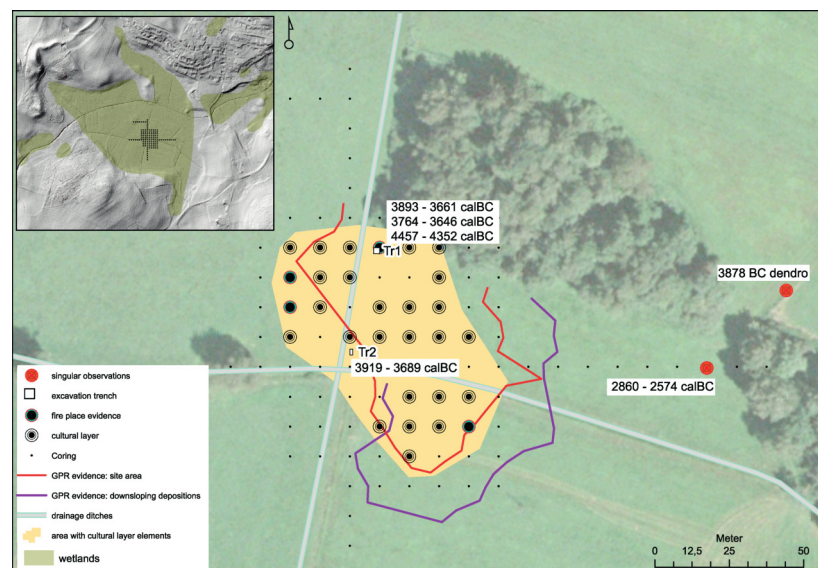 3893 - 3661 calBC
3764 - 3646 calBC
4457 - 4352 calBC
Tr1
3878 BC dendro
Tr2
3919 - 3689 calBC
2860 - 2574 calBC
singular observations
excavation trench
fire place evidence
cultural layer
Coring
GPR evidence: site area
GPR evidence: downsloping depositions
drainage ditches
area with cultural layer elements
wetlands
Meter
0 12,5 25 50